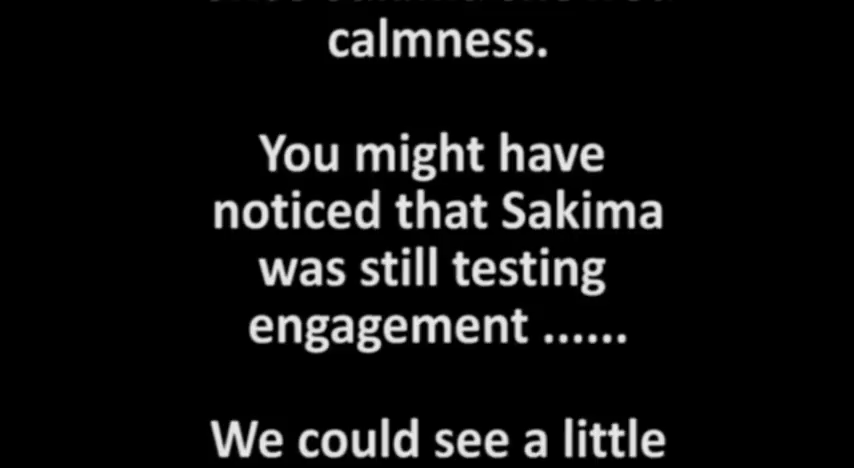 calmness.
You might have
noticed that Sakima
was still testing
engagement ......
We could see a little